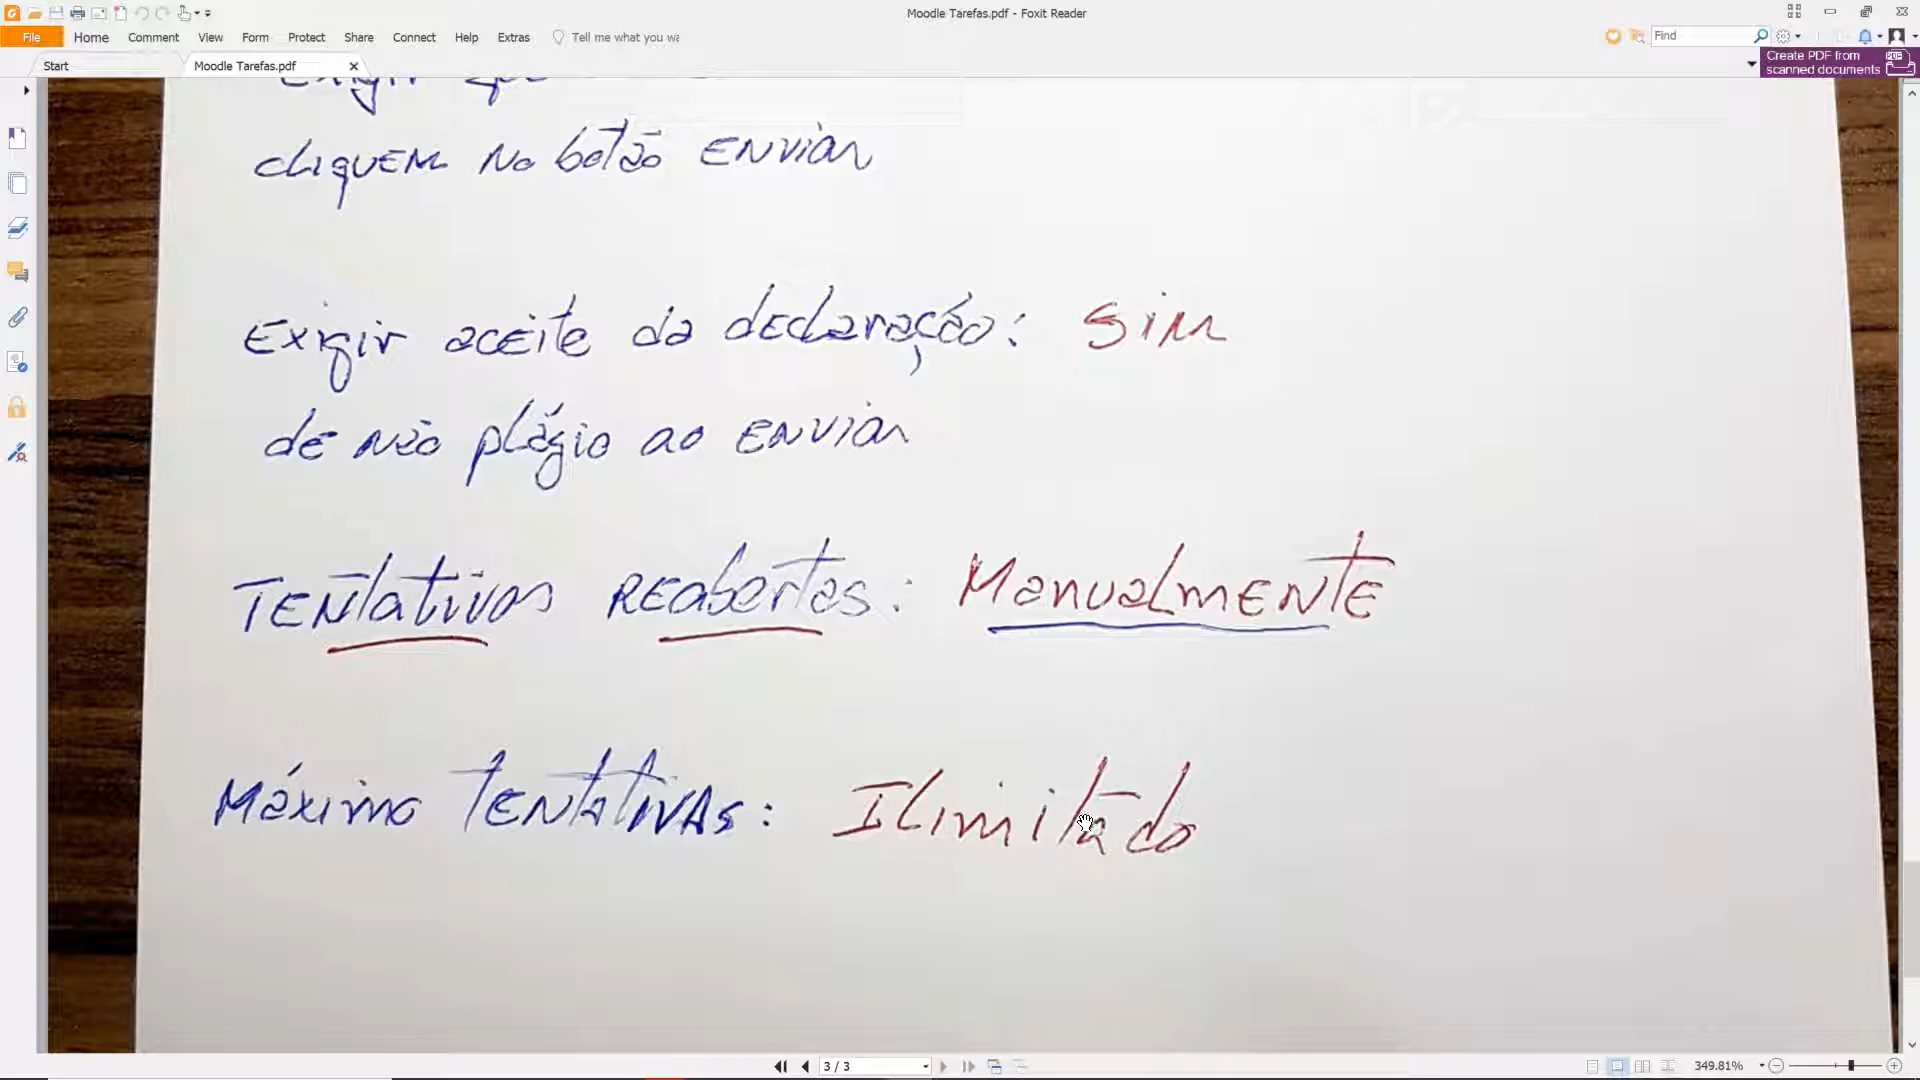 Moodle Tarefas.pdf - Foxit Reader
File Home Comment View Form Protect Share Connect Help Extras Tell me what you wa
Find
Start Moodle Tarefas.pdf
Create PDF from
scanned documents
Exigir que
cliquem no botão enviar
Exigir aceite da declaração: sim
de não plágio ao enviar
Tentativas reabertas: Manualmente
Máximo tentativas: Ilimitado
3 / 3
349.81%